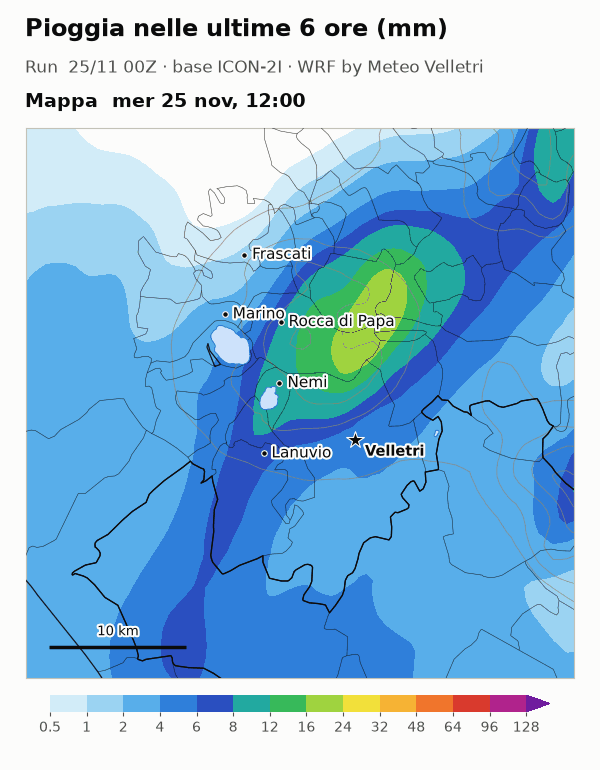 Pioggia nelle ultime 6 ore (mm)
Run  25/11 00Z · base ICON-2I · WRF by Meteo Velletri
Mappa  mer 25 nov, 12:00
Frascati
Marino
Rocca di Papa
Nemi
Velletri
Lanuvio
10 km
0.5 1 2 4 6 8 12 16 24 32 48 64 96 128